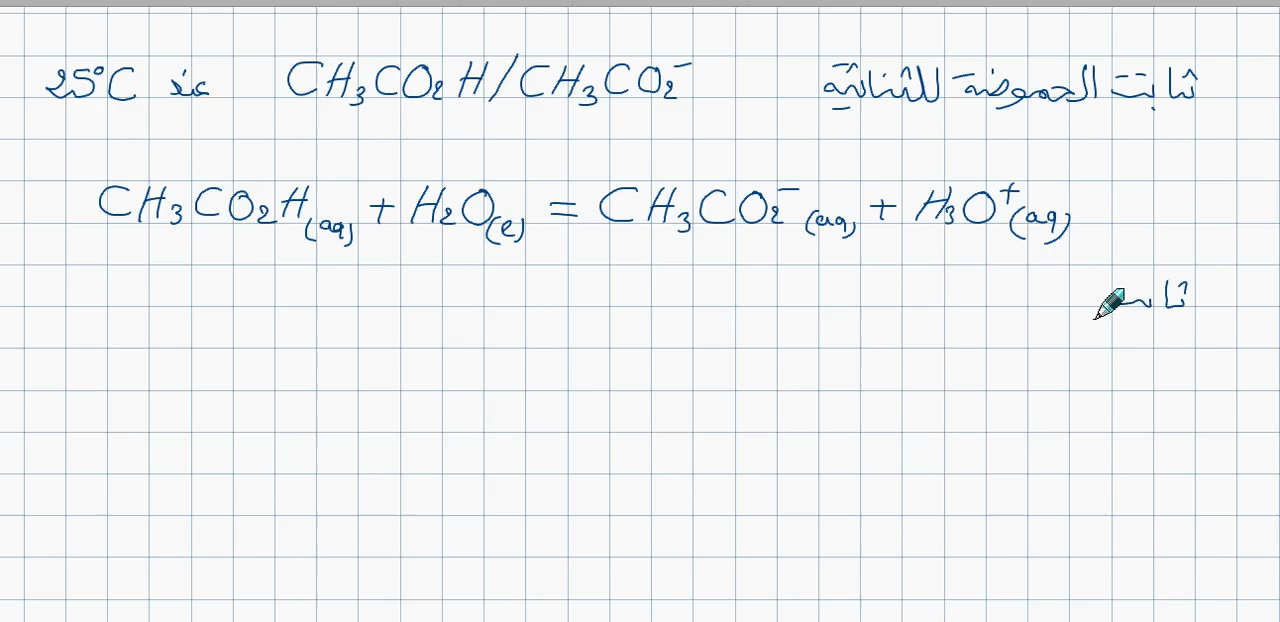 ثابت الحموضة للثنائية CH₃CO₂H/CH₃CO₂⁻ عند 25°C
CH₃CO₂H(aq) + H₂O(l) = CH₃CO₂⁻(aq) + H₃O⁺(aq)